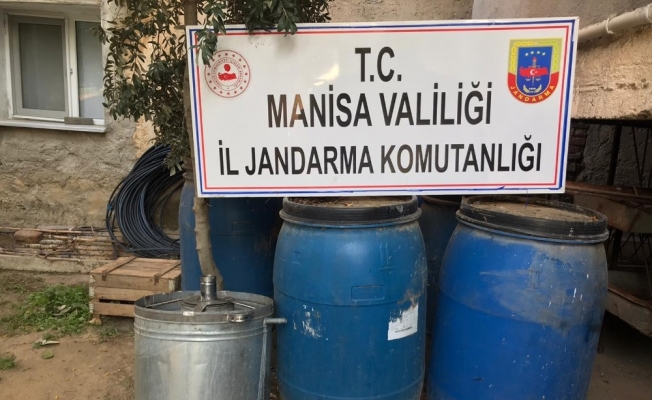 T.C.
MANİSA VALİLİĞİ
İL JANDARMA KOMUTANLIĞI
JANDARMA